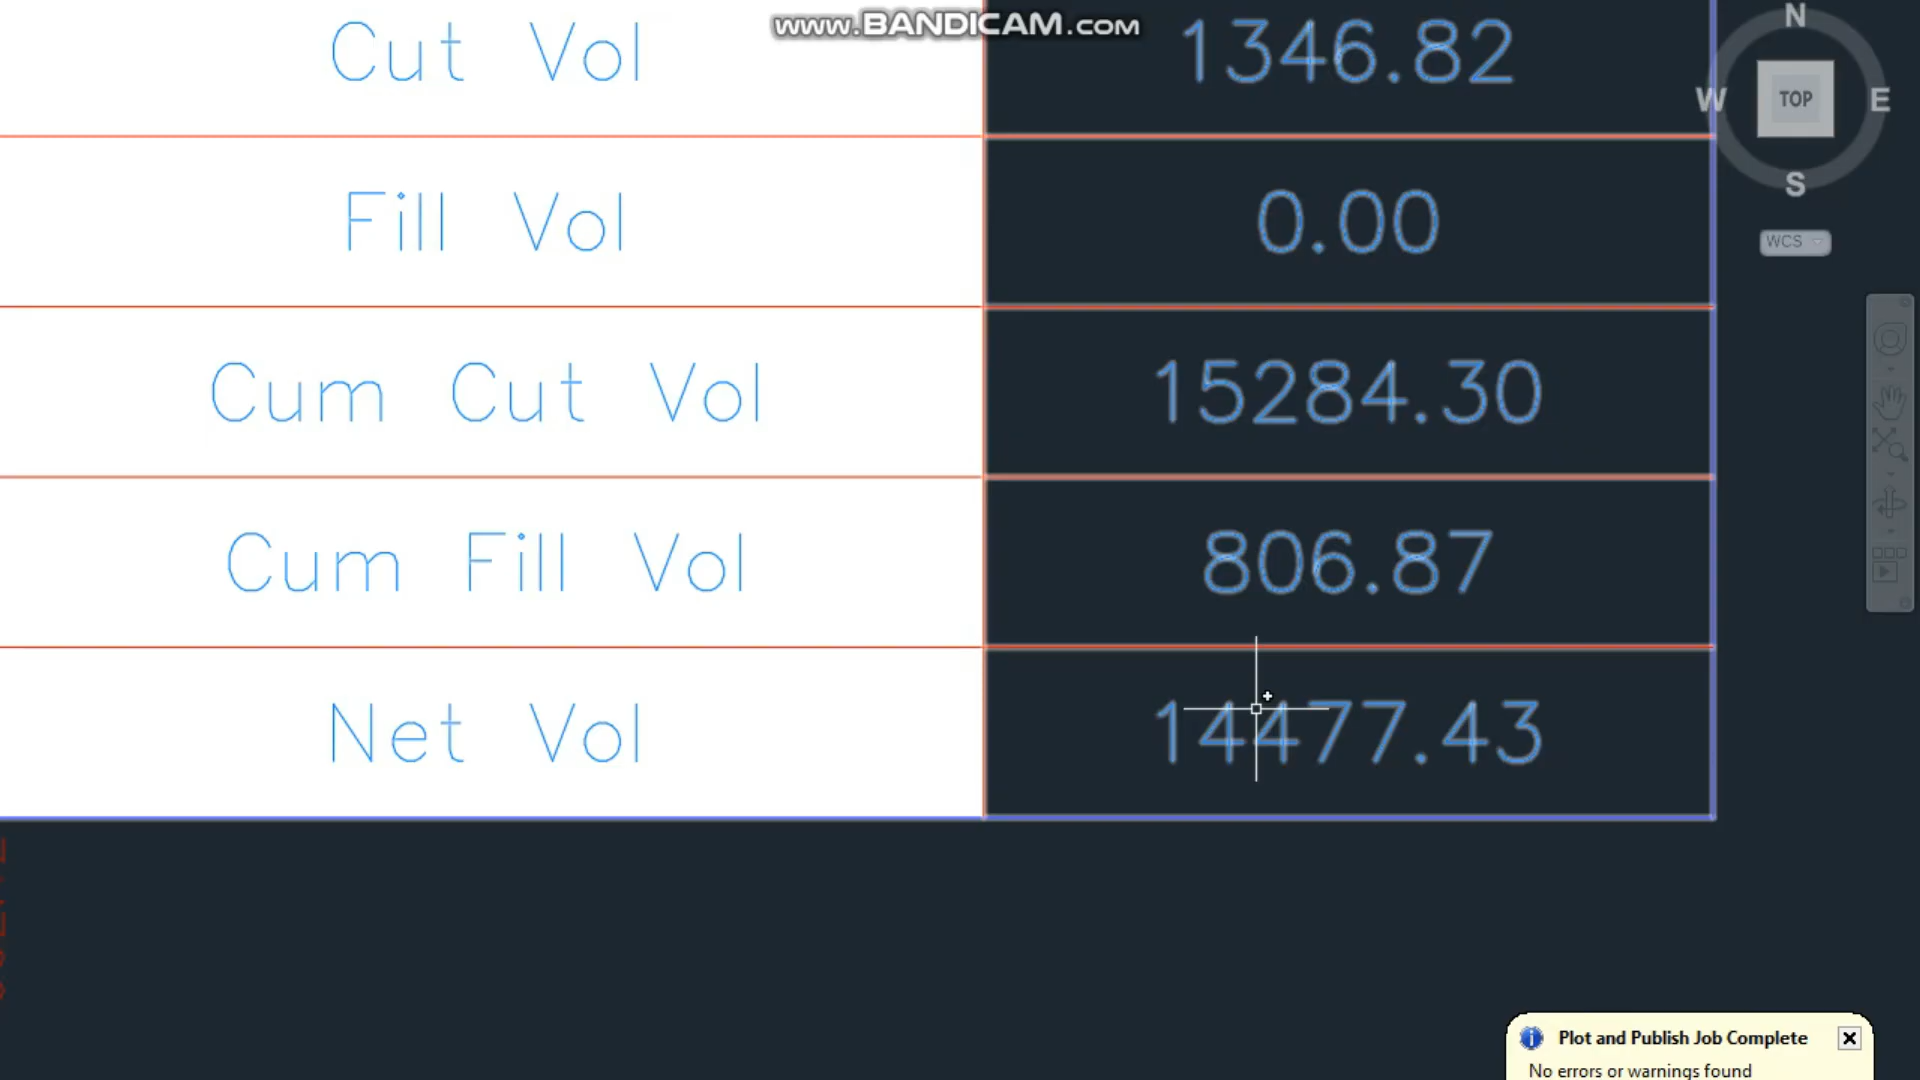 www.BANDICAM.com
N
Cut Vol 1346.82
W TOP E
S
Fill Vol 0.00
WCS
Cum Cut Vol 15284.30
Cum Fill Vol 806.87
Net Vol 14477.43
Plot and Publish Job Complete
No errors or warnings found